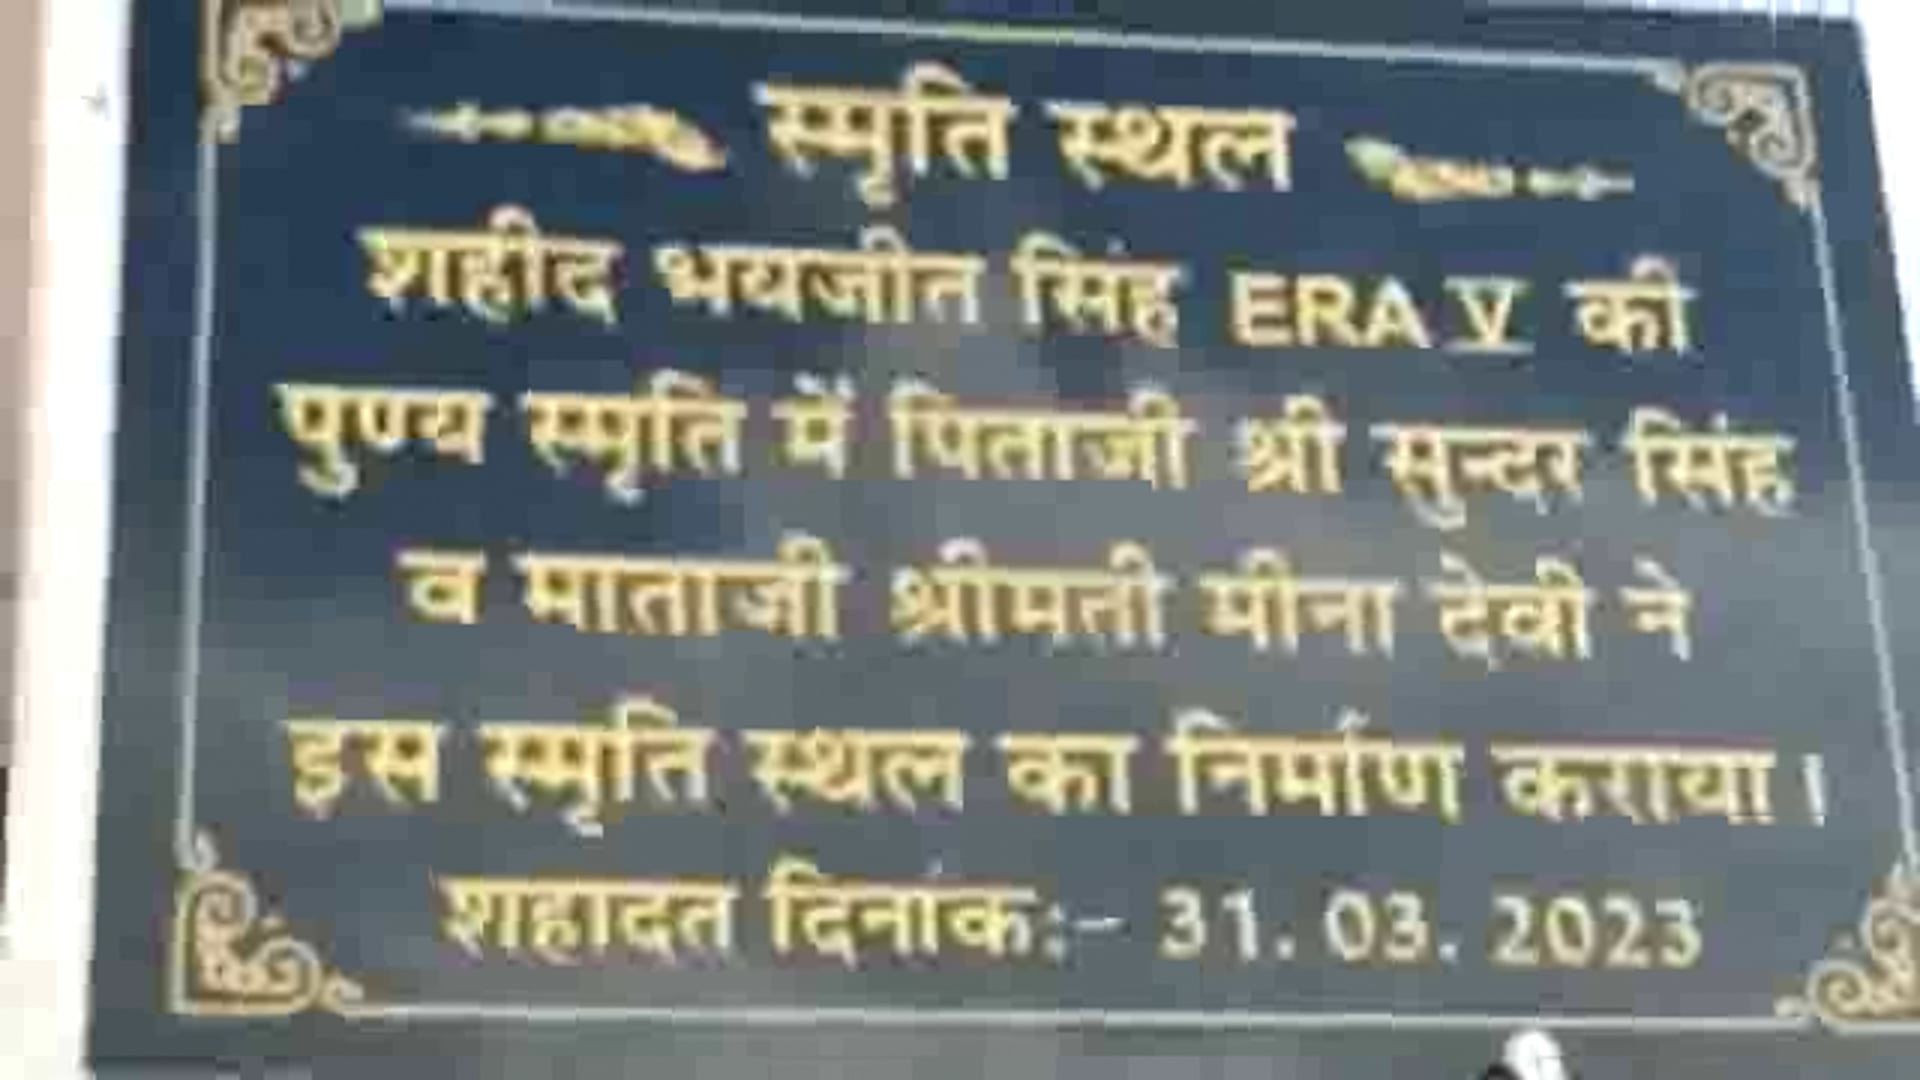 स्मृति स्थल
शहीद भयजीत सिंह ERA V की
पुण्य स्मृति में पिताजी श्री सुन्दर सिंह
व माताजी श्रीमती मीना देवी ने
इस स्मृति स्थल का निर्माण कराया।
शहादत दिनांक:- 31. 03. 2023